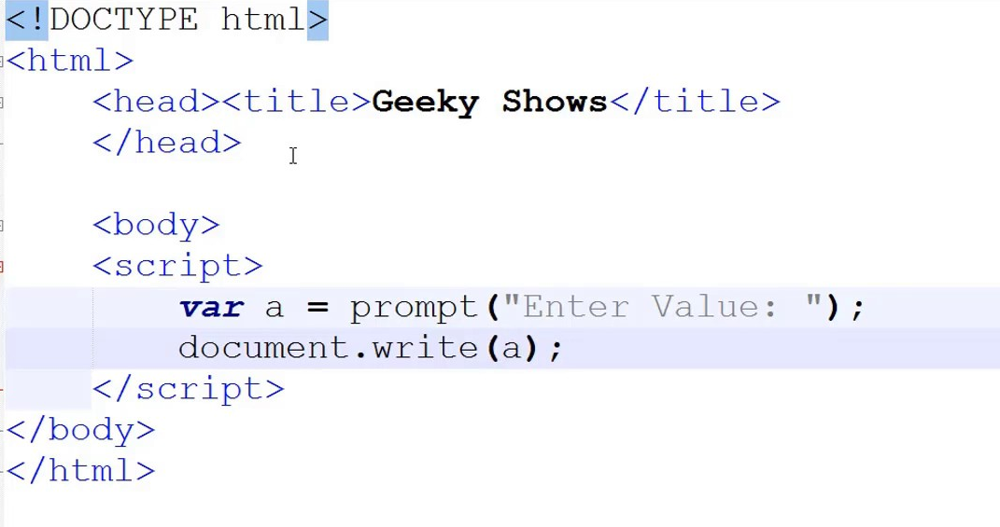 <!DOCTYPE html>
<html>
<head><title>Geeky Shows</title>
</head>
<body>
<script>
var a = prompt("Enter Value: ");
document.write(a);
</script>
</body>
</html>